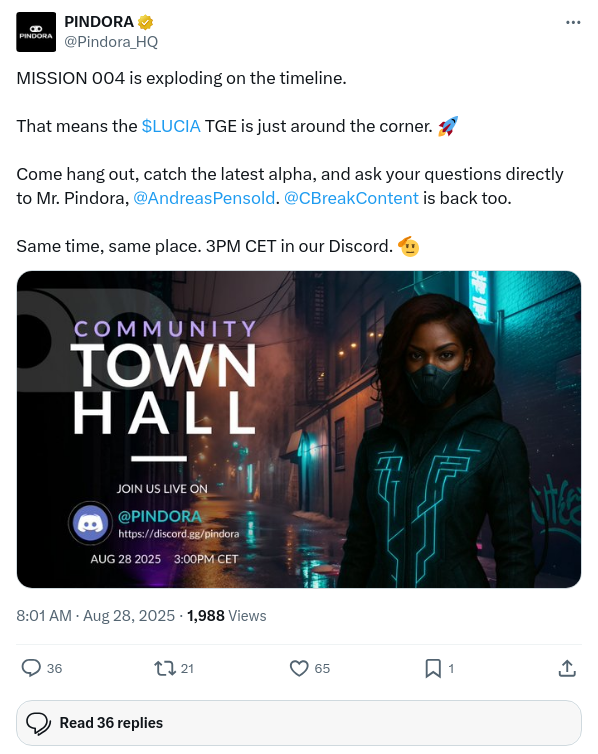 PINDORA
PINDORA
@Pindora_HQ
MISSION 004 is exploding on the timeline.
That means the $LUCIA TGE is just around the corner. 🚀
Come hang out, catch the latest alpha, and ask your questions directly
to Mr. Pindora, @AndreasPensold. @CBreakContent is back too.
Same time, same place. 3PM CET in our Discord. 🫡
COMMUNITY
TOWN
HALL
JOIN US LIVE ON
@PINDORA
https://discord.gg/pindora
AUG 28 2025 3:00PM CET
8:01 AM · Aug 28, 2025 · 1,988 Views
36 21 65 1
Read 36 replies